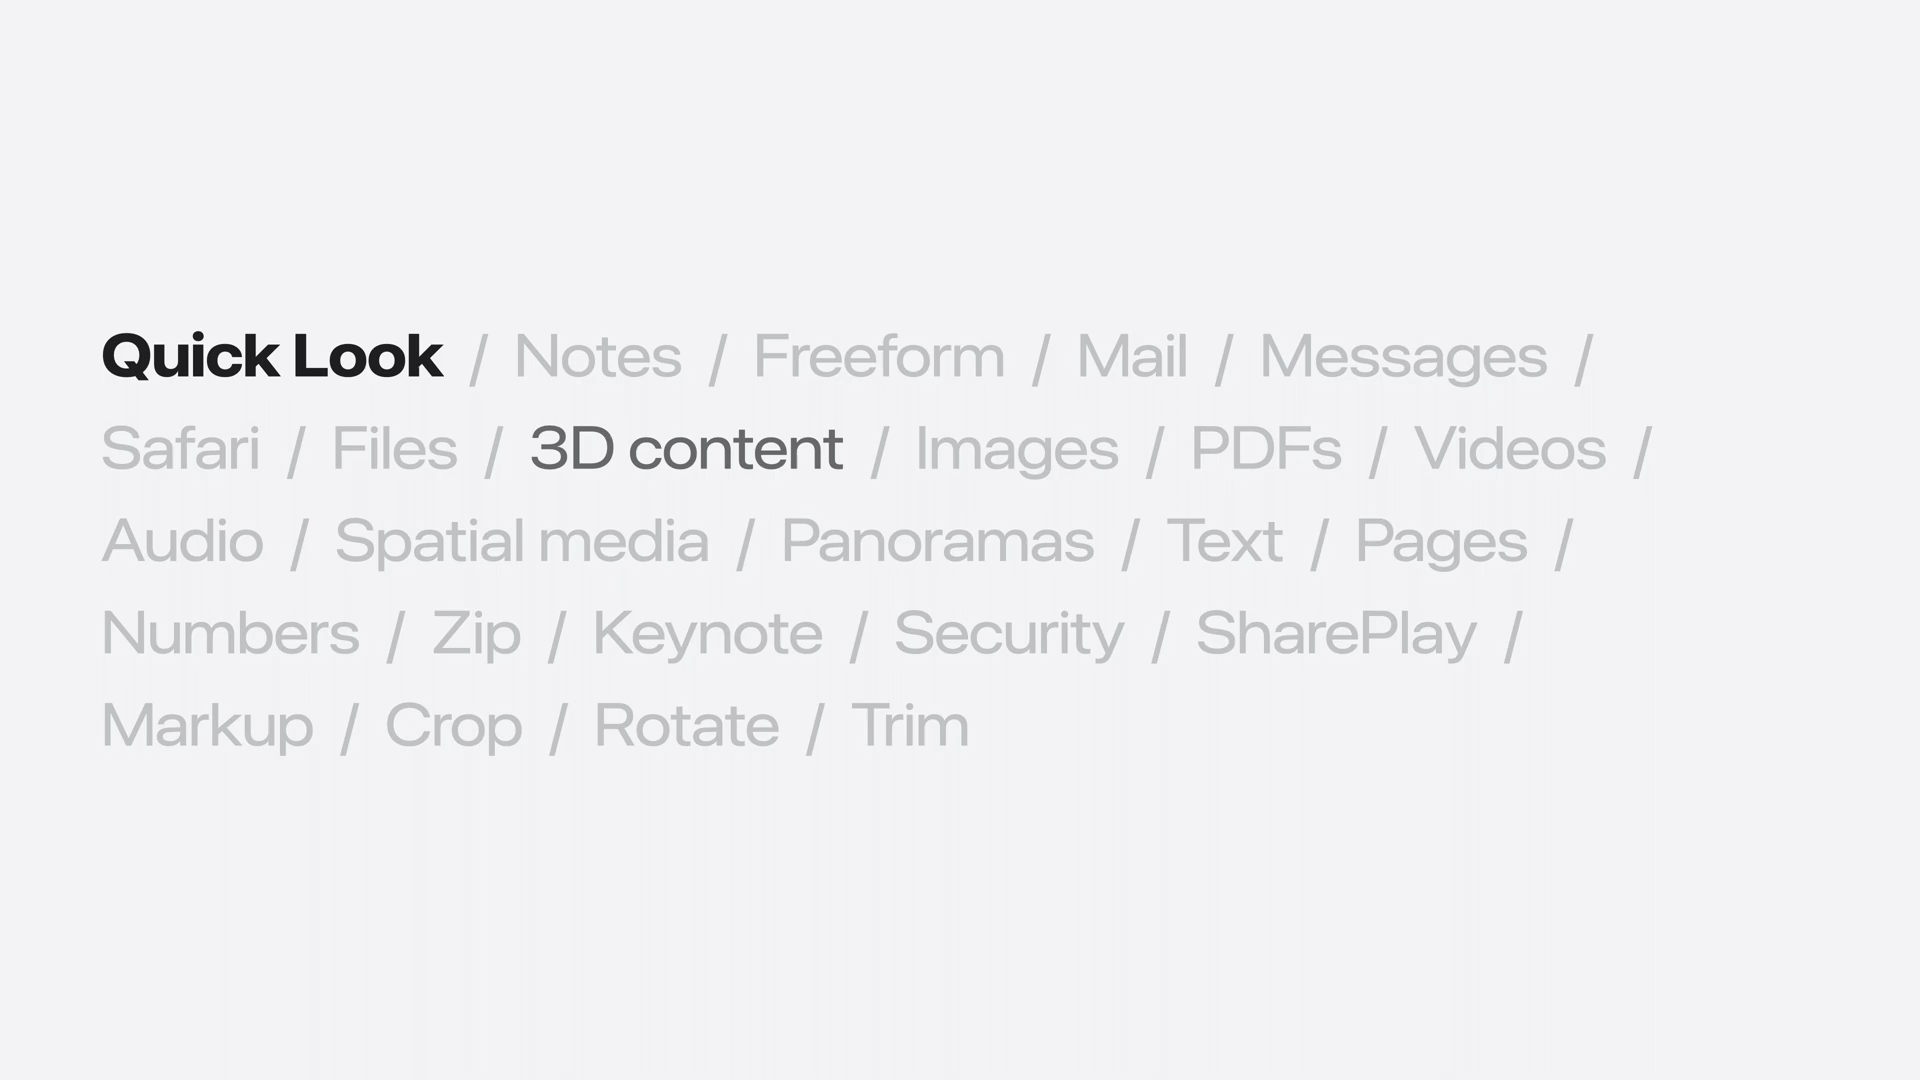 Quick Look / Notes / Freeform / Mail / Messages /
Safari / Files / 3D content / Images / PDFs / Videos /
Audio / Spatial media / Panoramas / Text / Pages /
Numbers / Zip / Keynote / Security / SharePlay /
Markup / Crop / Rotate / Trim